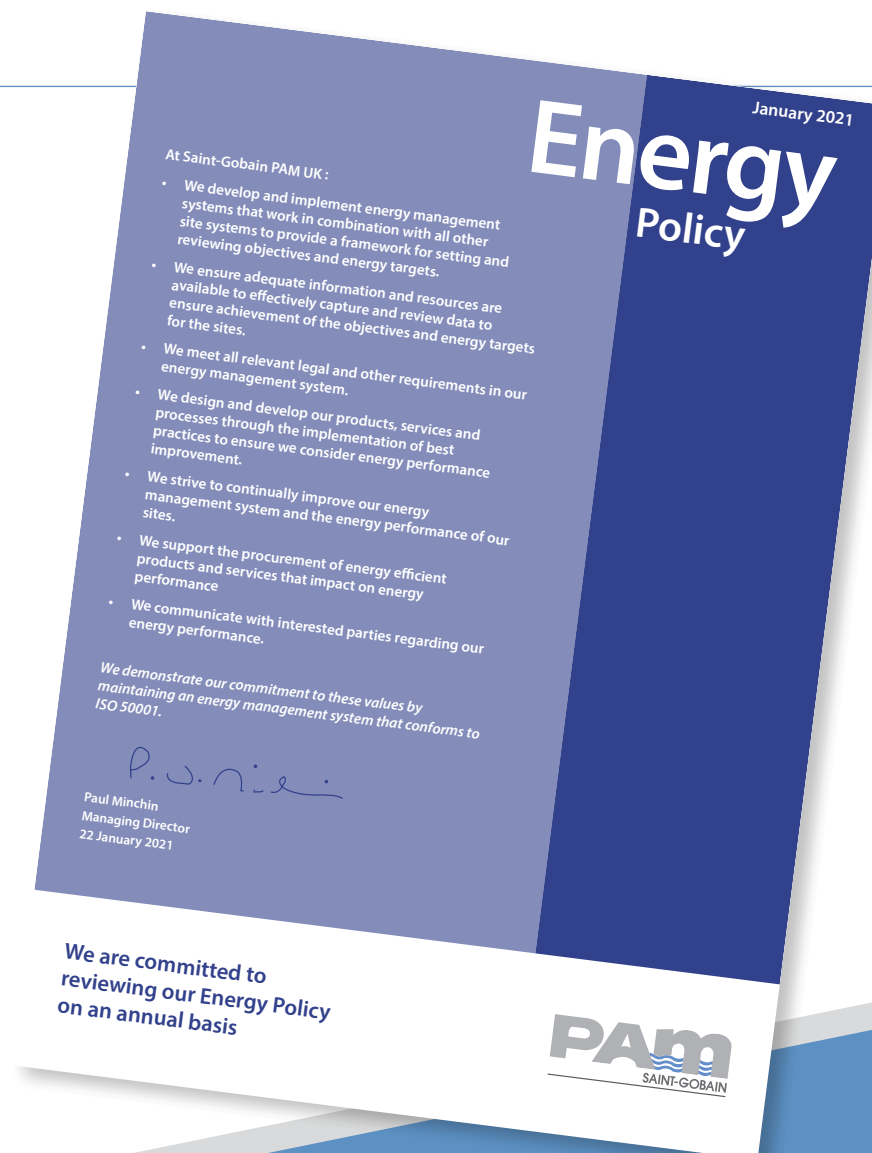 January 2021
Energy
Policy
At Saint-Gobain PAM UK :
• We develop and implement energy management
systems that work in combination with all other
site systems to provide a framework for setting and
reviewing objectives and energy targets.
• We ensure adequate information and resources are
available to effectively capture and review data to
ensure achievement of the objectives and energy targets
for the sites.
• We meet all relevant legal and other requirements in our
energy management system.
• We design and develop our products, services and
processes through the implementation of best
practices to ensure we consider energy performance
improvement.
• We strive to continually improve our energy
management system and the energy performance of our
sites.
• We support the procurement of energy efficient
products and services that impact on energy
performance
• We communicate with interested parties regarding our
energy performance.
We demonstrate our commitment to these values by
maintaining an energy management system that conforms to
ISO 50001.
Paul Minchin
Managing Director
22 January 2021
We are committed to
reviewing our Energy Policy
on an annual basis
PAM
SAINT-GOBAIN